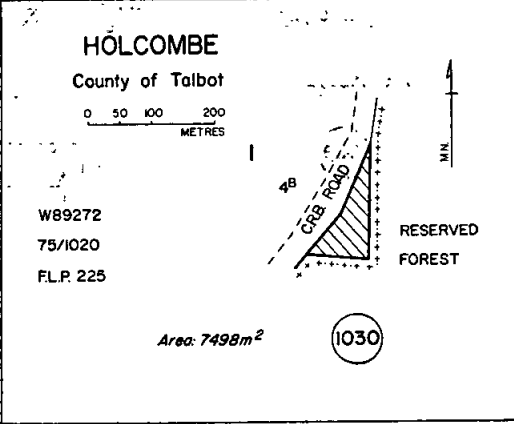 HOLCOMBE
County of Talbot
0 50 100 200
METRES
M.N.
I
4B
C.R.B. ROAD
W89272
75/1020
F.L.P. 225
RESERVED
FOREST
Area: 7498m²
1030